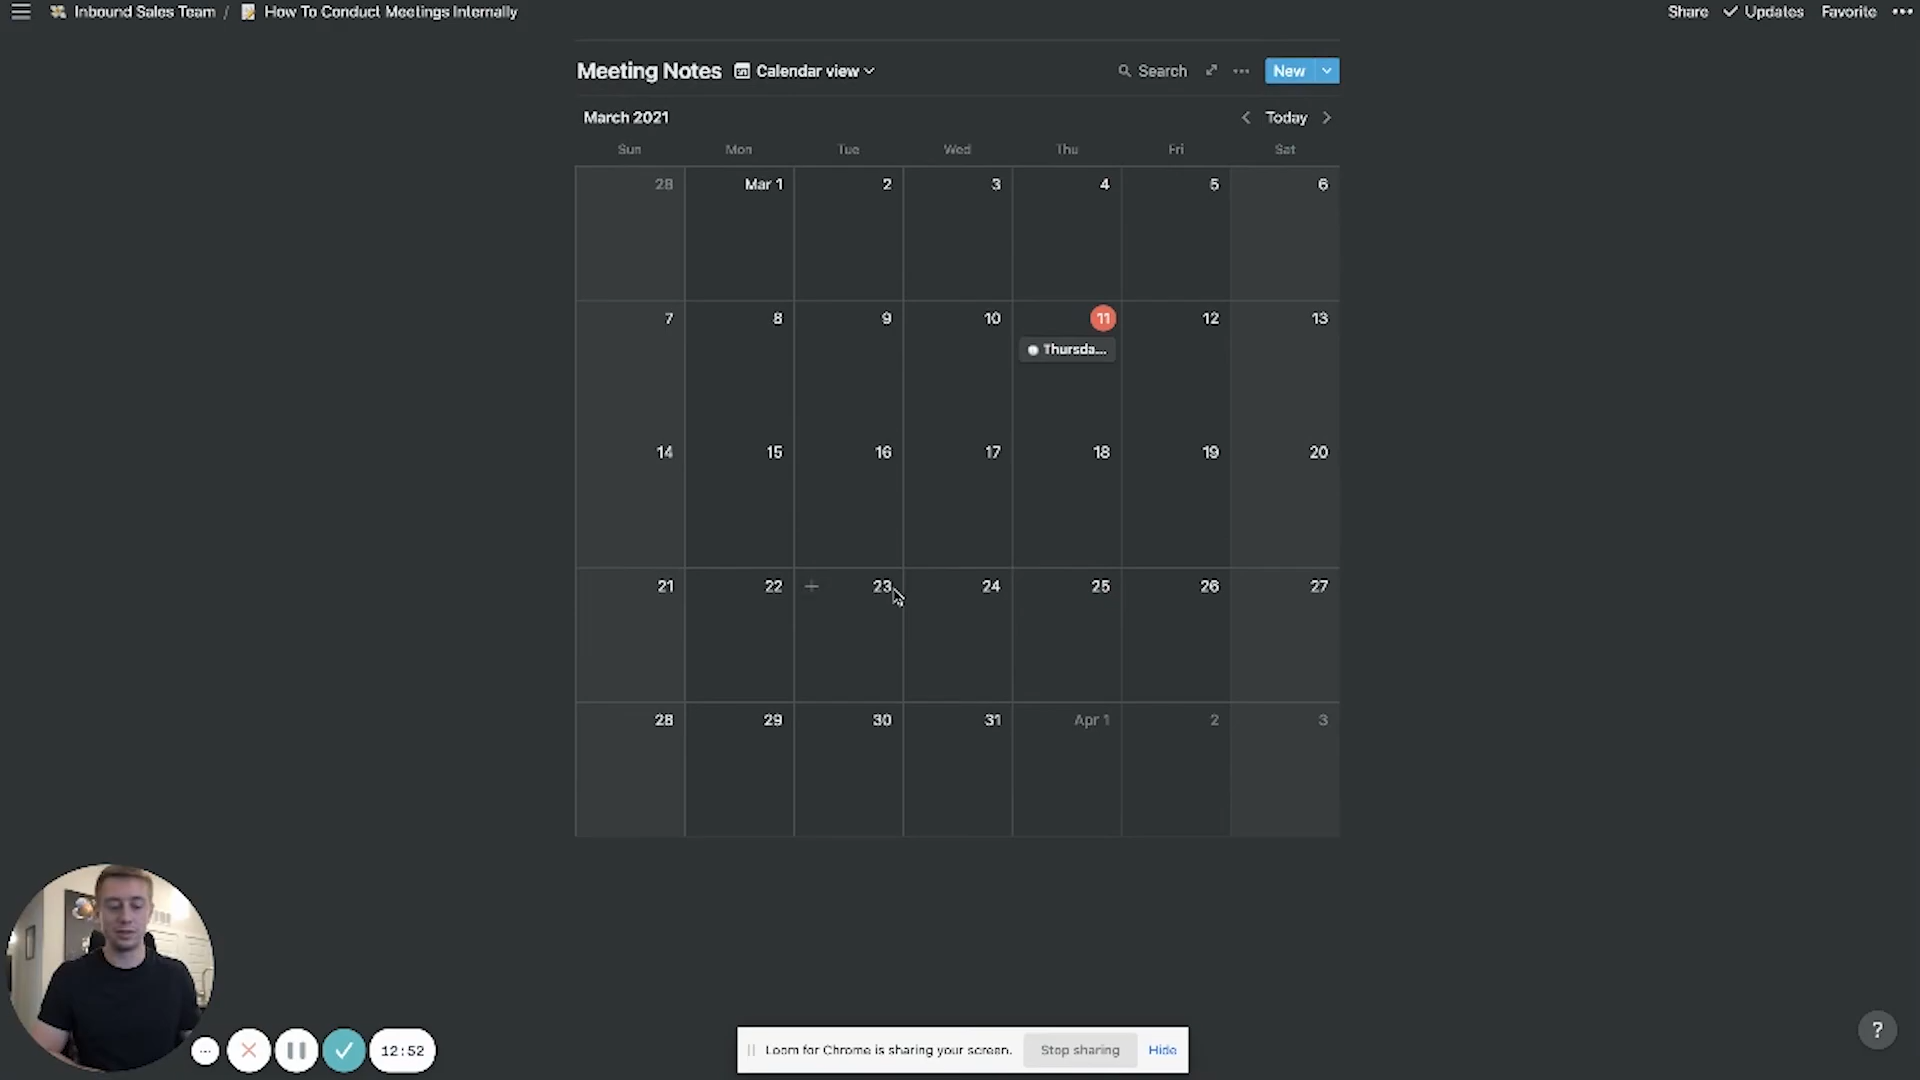 Inbound Sales Team / How To Conduct Meetings Internally
Share Updates Favorite •••
Meeting Notes Calendar view Search ••• New
March 2021 Today
Sun Mon Tue Wed Thu Fri Sat
28 Mar 1 2 3 4 5 6
7 8 9 10 11 12 13
Thursda...
14 15 16 17 18 19 20
21 22 23 24 25 26 27
28 29 30 31 Apr 1 2 3
12:52
Loom for Chrome is sharing your screen. Stop sharing Hide
?